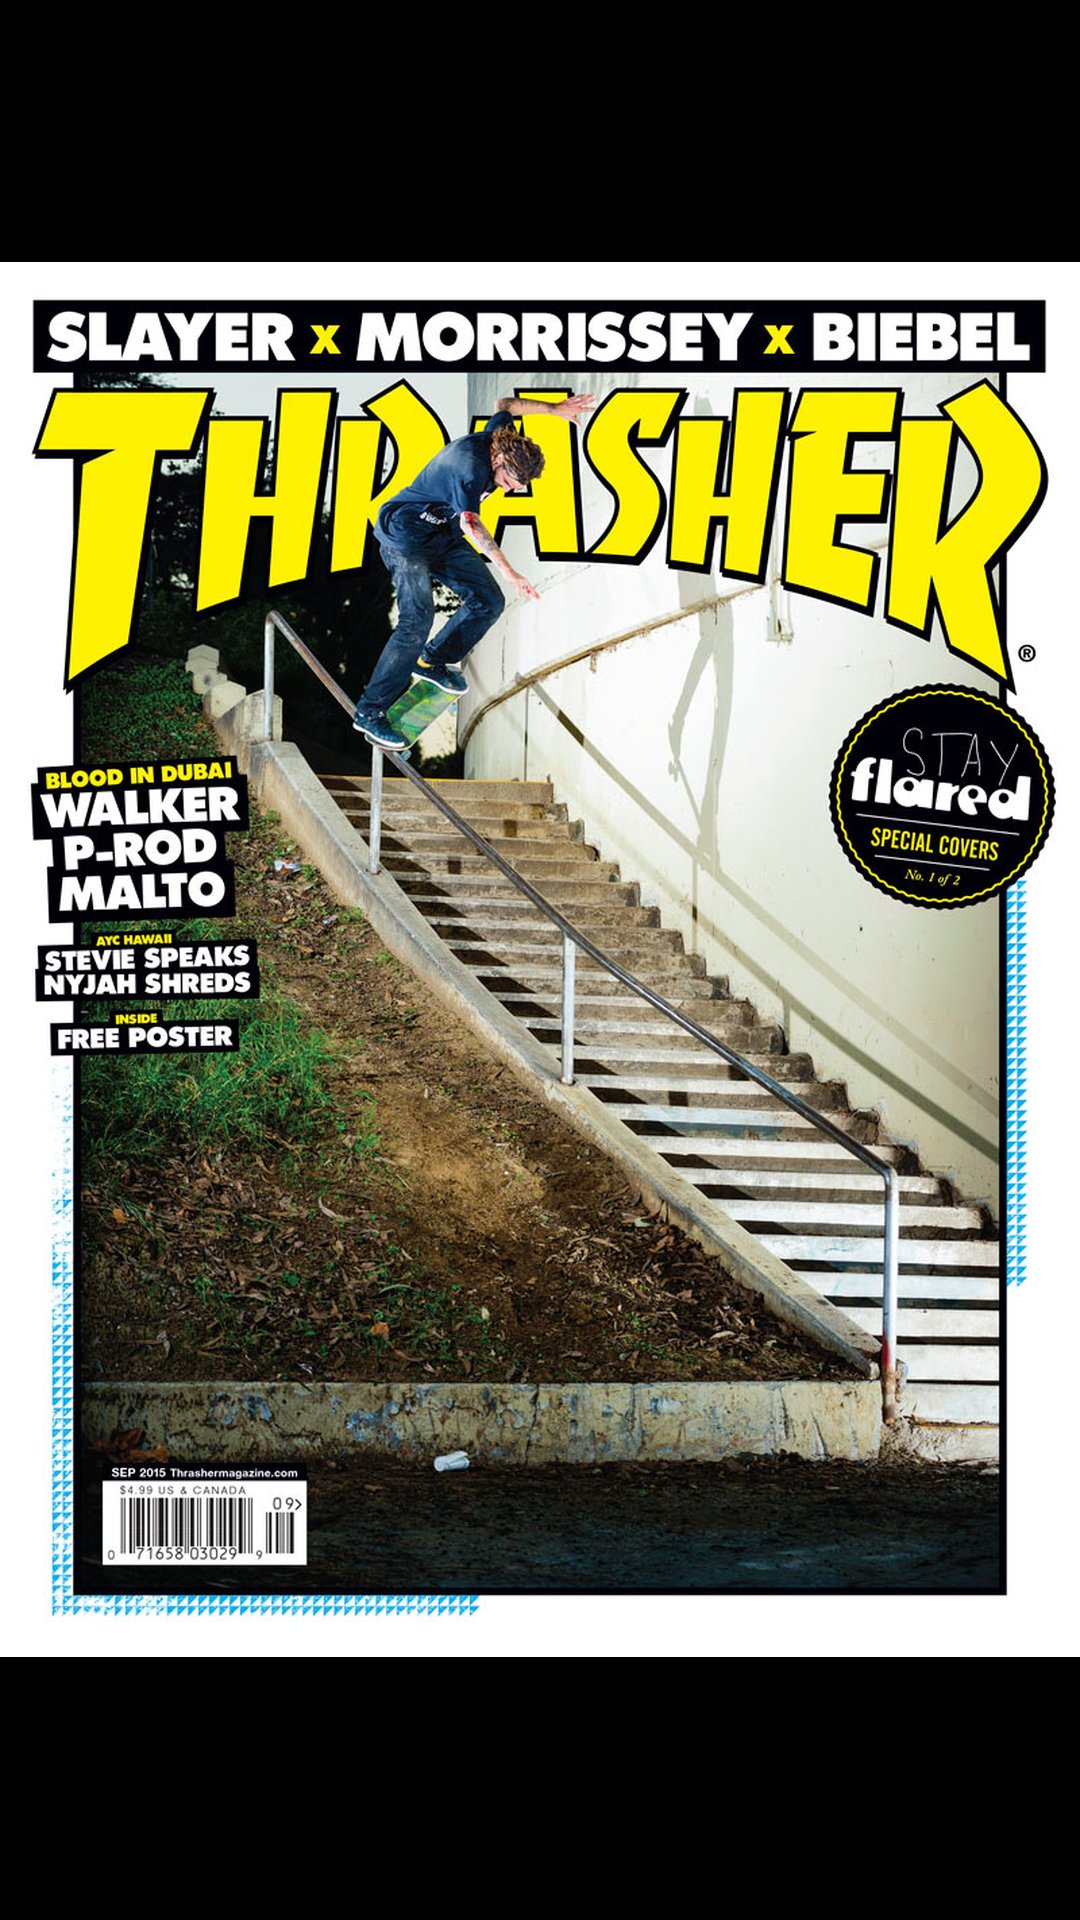 SLAYER x MORRISSEY x BIEBEL
THRASHER®
STAY
flared
SPECIAL COVERS
No. 1 of 2
BLOOD IN DUBAI
WALKER
P-ROD
MALTO
AYC HAWAII
STEVIE SPEAKS
NYJAH SHREDS
INSIDE
FREE POSTER
SEP 2015 Thrashermagazine.com
$4.99 US & CANADA
09>
0 71658 03029 9